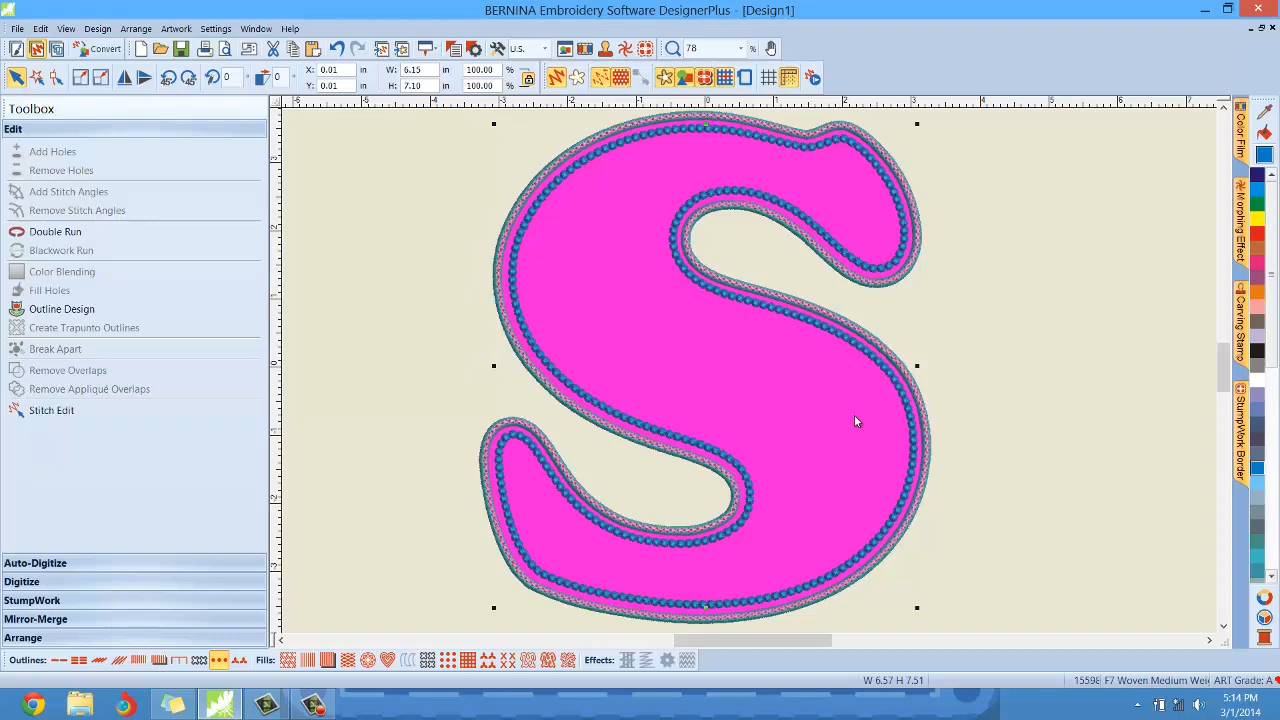 BERNINA Embroidery Software DesignerPlus - [Design1]
File Edit View Design Arrange Artwork Settings Window Help
Convert U.S. 78
0 0 X: 0.01 in W: 6.15 in 100.00 %
Y: 0.01 in H: 7.10 in 100.00 %
Toolbox
Edit
Add Holes
Remove Holes
Add Stitch Angles
Remove Stitch Angles
Double Run
Blackwork Run
Color Blending
Fill Holes
Outline Design
Create Trapunto Outlines
Break Apart
Remove Overlaps
Remove Appliqué Overlaps
Stitch Edit
Auto-Digitize
Digitize
StumpWork
Mirror-Merge
Arrange
S
Color Film
Morphing Effect
Carving Stamp
StumpWork Border
Outlines: Fills: Effects:
W 6.57 H 7.51 15598 F7 Woven Medium Wei ART Grade: A
5:14 PM
3/1/2014